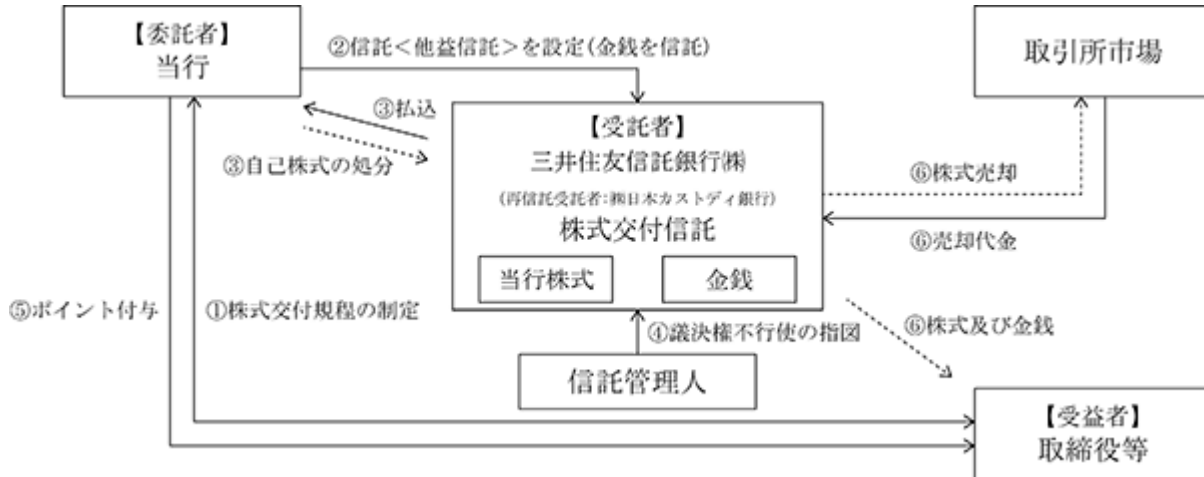 【委託者】
当行
②信託＜他益信託＞を設定(金銭を信託)
取引所市場
③払込
③自己株式の処分
【受託者】
三井住友信託銀行㈱
(再信託受託者:㈱日本カストディ銀行)
株式交付信託
当行株式
金銭
⑥株式売却
⑥売却代金
⑤ポイント付与
①株式交付規程の制定
④議決権不行使の指図
⑥株式及び金銭
信託管理人
【受益者】
取締役等